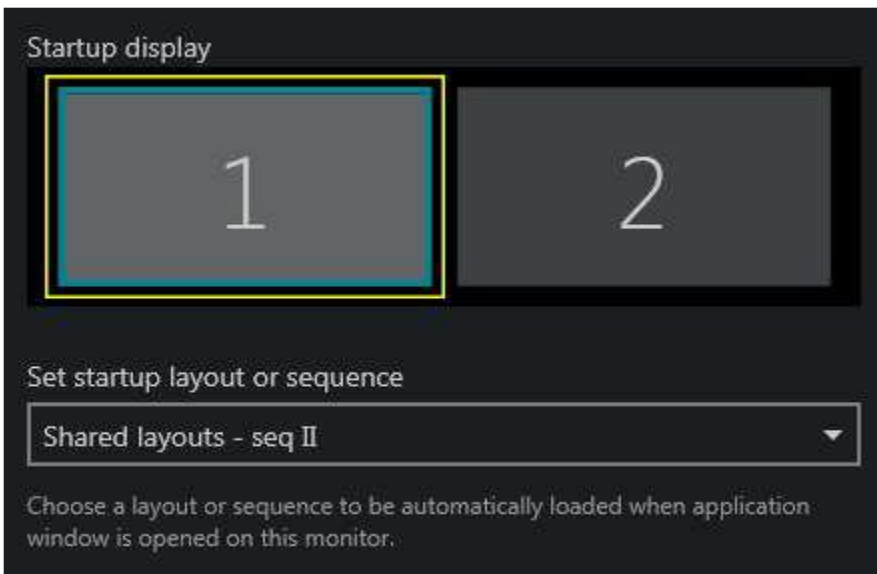 Startup display
1
2
Set startup layout or sequence
Shared layouts - seq II
Choose a layout or sequence to be automatically loaded when application
window is opened on this monitor.